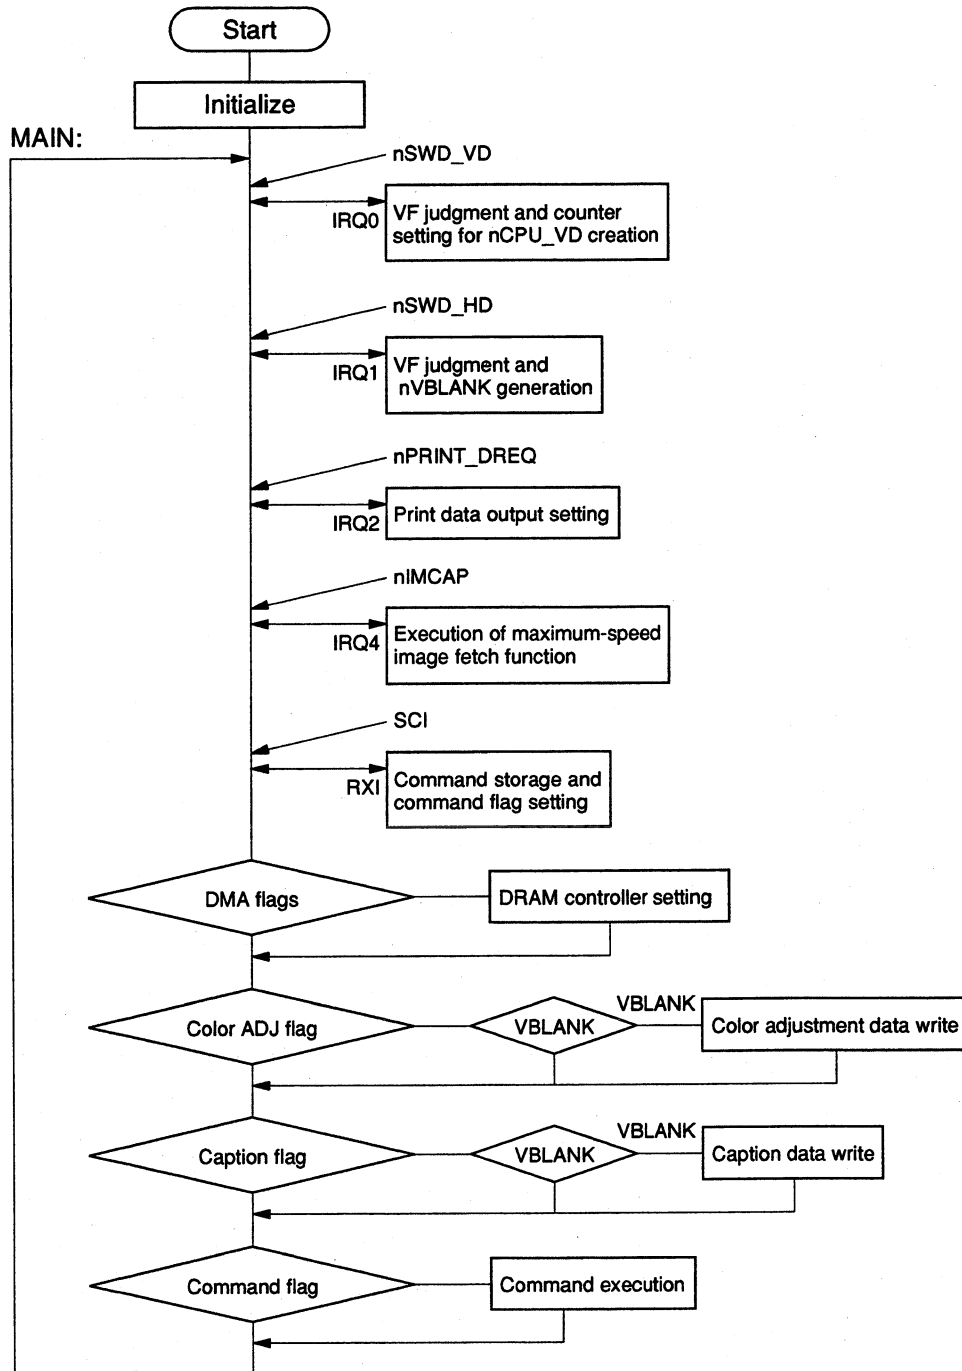 Start
Initialize
MAIN:
nSWD_VD
IRQ0
VF judgment and counter
setting for nCPU_VD creation
nSWD_HD
IRQ1
VF judgment and
nVBLANK generation
nPRINT_DREQ
IRQ2
Print data output setting
nIMCAP
IRQ4
Execution of maximum-speed
image fetch function
SCI
RXI
Command storage and
command flag setting
DMA flags
DRAM controller setting
Color ADJ flag
VBLANK
VBLANK
Color adjustment data write
Caption flag
VBLANK
VBLANK
Caption data write
Command flag
Command execution